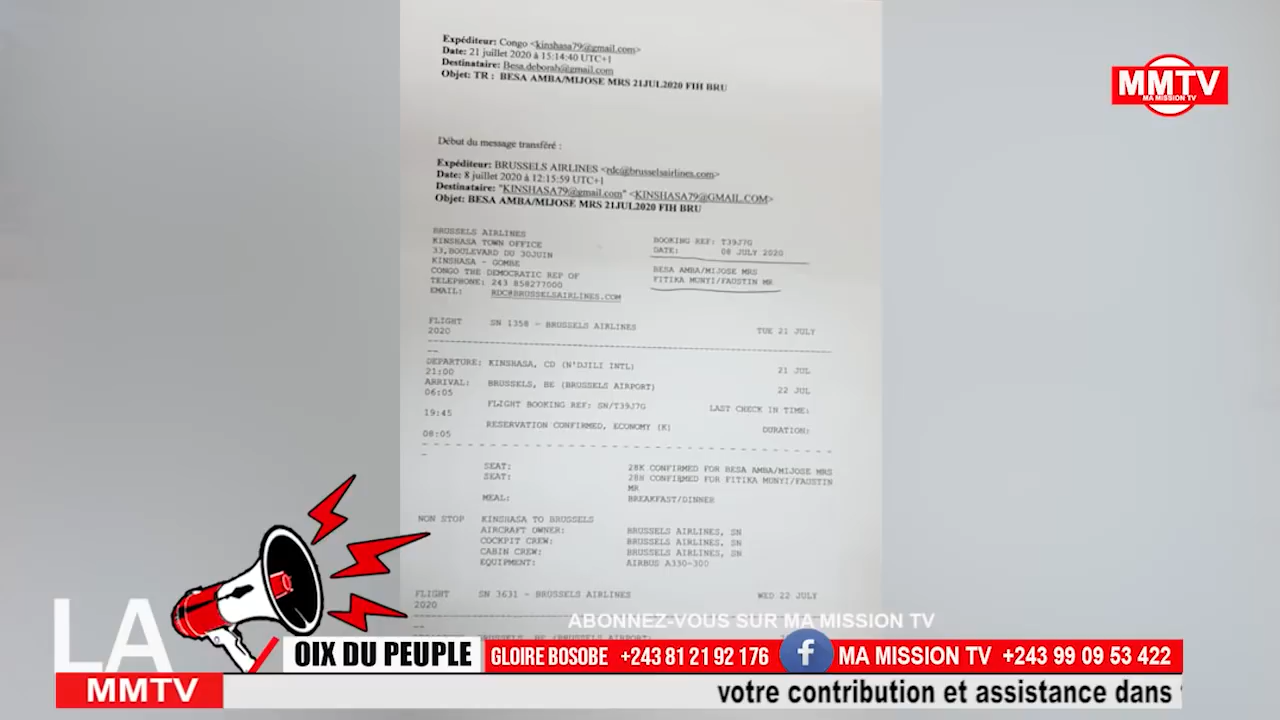 Expéditeur: Congo <kinshasa79@gmail.com>
Date: 21 juillet 2020 à 15:14:40 UTC+1
Destinataire: Besa.deborah@gmail.com
Objet: TR : BESA AMBA/MIJOSE MRS 21JUL2020 FIH BRU
MMTV
MA MISSION TV
Début du message transféré :
Expéditeur: BRUSSELS AIRLINES <rdc@brusselsairlines.com>
Date: 8 juillet 2020 à 12:15:59 UTC+1
Destinataire: "KINSHASA79@gmail.com" <KINSHASA79@GMAIL.COM>
Objet: BESA AMBA/MIJOSE MRS 21JUL2020 FIH BRU
BRUSSELS AIRLINES
KINSHASA TOWN OFFICE
33,BOULEVARD DU 30JUIN
KINSHASA - GOMBE
CONGO THE DEMOCRATIC REP OF
TELEPHONE: 243 858277000
EMAIL: RDC@BRUSSELSAIRLINES.COM
BOOKING REF: T39J7G
DATE: 08 JULY 2020
BESA AMBA/MIJOSE MRS
FITIKA MUNYI/FAUSTIN MR
FLIGHT SN 1358 - BRUSSELS AIRLINES TUE 21 JULY
2020
DEPARTURE: KINSHASA, CD (N'DJILI INTL) 21 JUL
21:00
ARRIVAL: BRUSSELS, BE (BRUSSELS AIRPORT) 22 JUL
06:05
FLIGHT BOOKING REF: SN/T39J7G LAST CHECK IN TIME:
19:45
RESERVATION CONFIRMED, ECONOMY (K) DURATION:
08:05
SEAT: 28K CONFIRMED FOR BESA AMBA/MIJOSE MRS
SEAT: 28H CONFIRMED FOR FITIKA MUNYI/FAUSTIN
MR
MEAL: BREAKFAST/DINNER
NON STOP KINSHASA TO BRUSSELS
AIRCRAFT OWNER: BRUSSELS AIRLINES, SN
COCKPIT CREW: BRUSSELS AIRLINES, SN
CABIN CREW: BRUSSELS AIRLINES, SN
EQUIPMENT: AIRBUS A330-300
FLIGHT SN 3631 - BRUSSELS AIRLINES WED 22 JULY
2020
ABONNEZ-VOUS SUR MA MISSION TV
LA
OIX DU PEUPLE
GLOIRE BOSOBE +243 81 21 92 176 f MA MISSION TV +243 99 09 53 422
MMTV
votre contribution et assistance dans